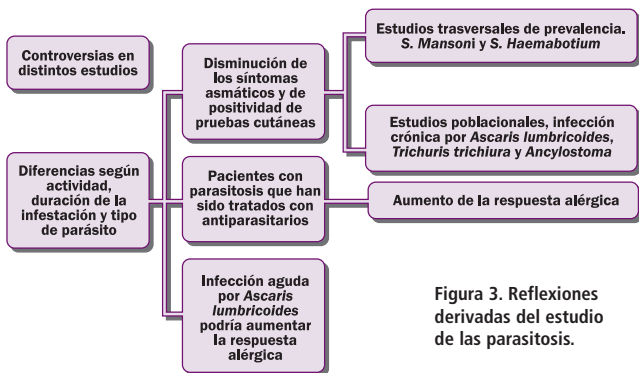 Controversias en
distintos estudios
Diferencias según
actividad,
duración de la
infestación y tipo
de parásito
Disminución de
los síntomas
asmáticos y de
positividad de
pruebas cutáneas
Pacientes con
parasitosis que han
sido tratados con
antiparasitarios
Infección aguda
por Ascaris
lumbricoides
podría aumentar
la respuesta
alérgica
Estudios trasversales de prevalencia.
S. Mansoni y S. Haemabotium
Estudios poblacionales, infección
crónica por Ascaris lumbricoides,
Trichuris trichiura y Ancylostoma
Aumento de la respuesta alérgica
Figura 3. Reflexiones
derivadas del estudio
de las parasitosis.